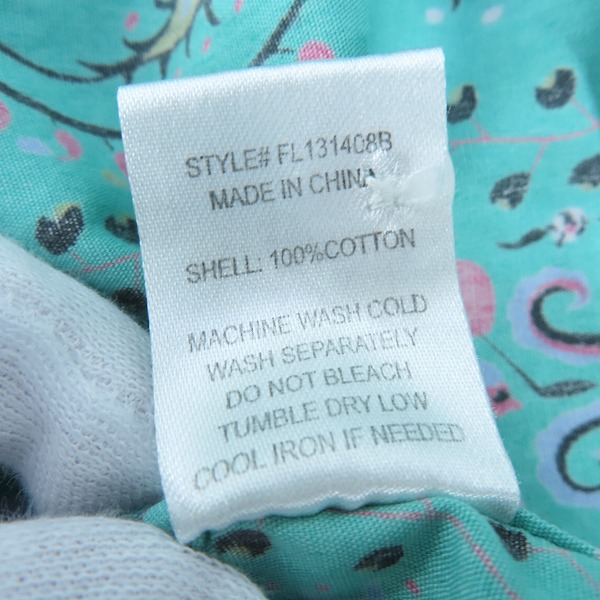 STYLE# FL131408B
MADE IN CHINA
SHELL: 100%COTTON
MACHINE WASH COLD
WASH SEPARATELY
DO NOT BLEACH
TUMBLE DRY LOW
COOL IRON IF NEEDED